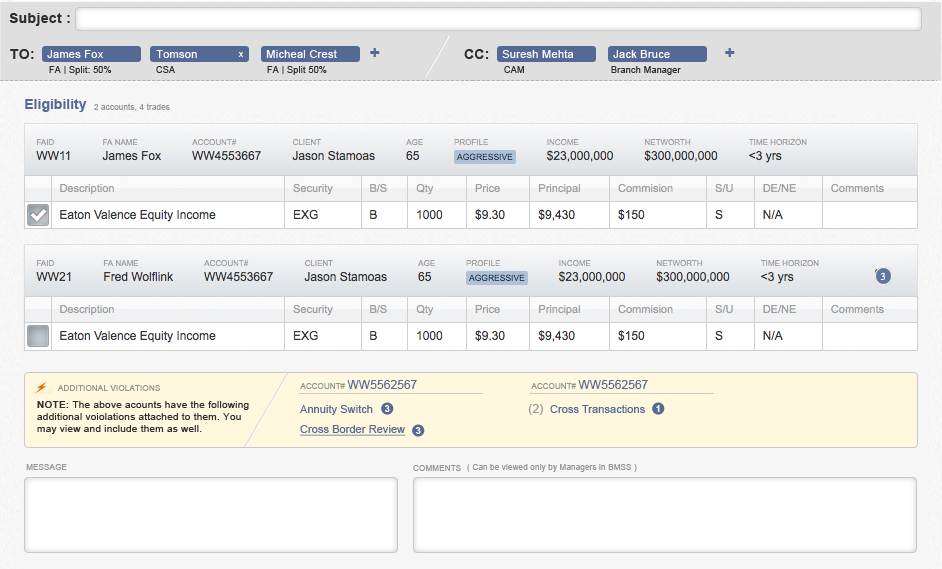 Subject :
TO: James Fox Tomson x Micheal Crest + CC: Suresh Mehta Jack Bruce +
FA | Split: 50% CSA FA | Split 50% CAM Branch Manager
Eligibility 2 accounts, 4 trades
FAID FA NAME ACCOUNT# CLIENT AGE PROFILE INCOME NETWORTH TIME HORIZON
WW11 James Fox WW4553667 Jason Stamoas 65 AGGRESSIVE $23,000,000 $300,000,000 <3 yrs
Description Security B/S Qty Price Principal Commision S/U DE/NE Comments
Eaton Valence Equity Income EXG B 1000 $9.30 $9,430 $150 S N/A
FAID FA NAME ACCOUNT# CLIENT AGE PROFILE INCOME NETWORTH TIME HORIZON
WW21 Fred Wolflink WW4553667 Jason Stamoas 65 AGGRESSIVE $23,000,000 $300,000,000 <3 yrs 3
Description Security B/S Qty Price Principal Commision S/U DE/NE Comments
Eaton Valence Equity Income EXG B 1000 $9.30 $9,430 $150 S N/A
ADDITIONAL VIOLATIONS
NOTE: The above acounts have the following
additional voiolations attached to them. You
may view and include them as well.
ACCOUNT# WW5562567
Annuity Switch 3
Cross Border Review 3
ACCOUNT# WW5562567
(2) Cross Transactions 1
MESSAGE
COMMENTS ( Can be viewed only by Managers in BMSS )